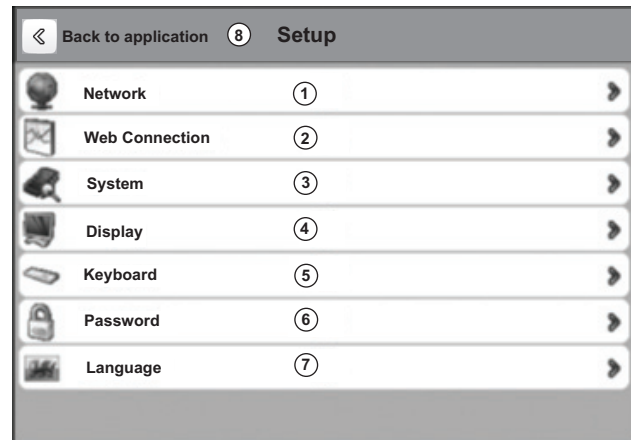 Back to application 8 Setup
Network 1
Web Connection 2
System 3
Display 4
Keyboard 5
Password 6
Language 7